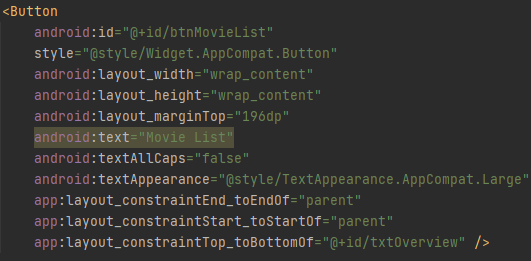 <Button
android:id="@+id/btnMovieList"
style="@style/Widget.AppCompat.Button"
android:layout_width="wrap_content"
android:layout_height="wrap_content"
android:layout_marginTop="196dp"
android:text="Movie List"
android:textAllCaps="false"
android:textAppearance="@style/TextAppearance.AppCompat.Large"
app:layout_constraintEnd_toEndOf="parent"
app:layout_constraintStart_toStartOf="parent"
app:layout_constraintTop_toBottomOf="@+id/txtOverview" />